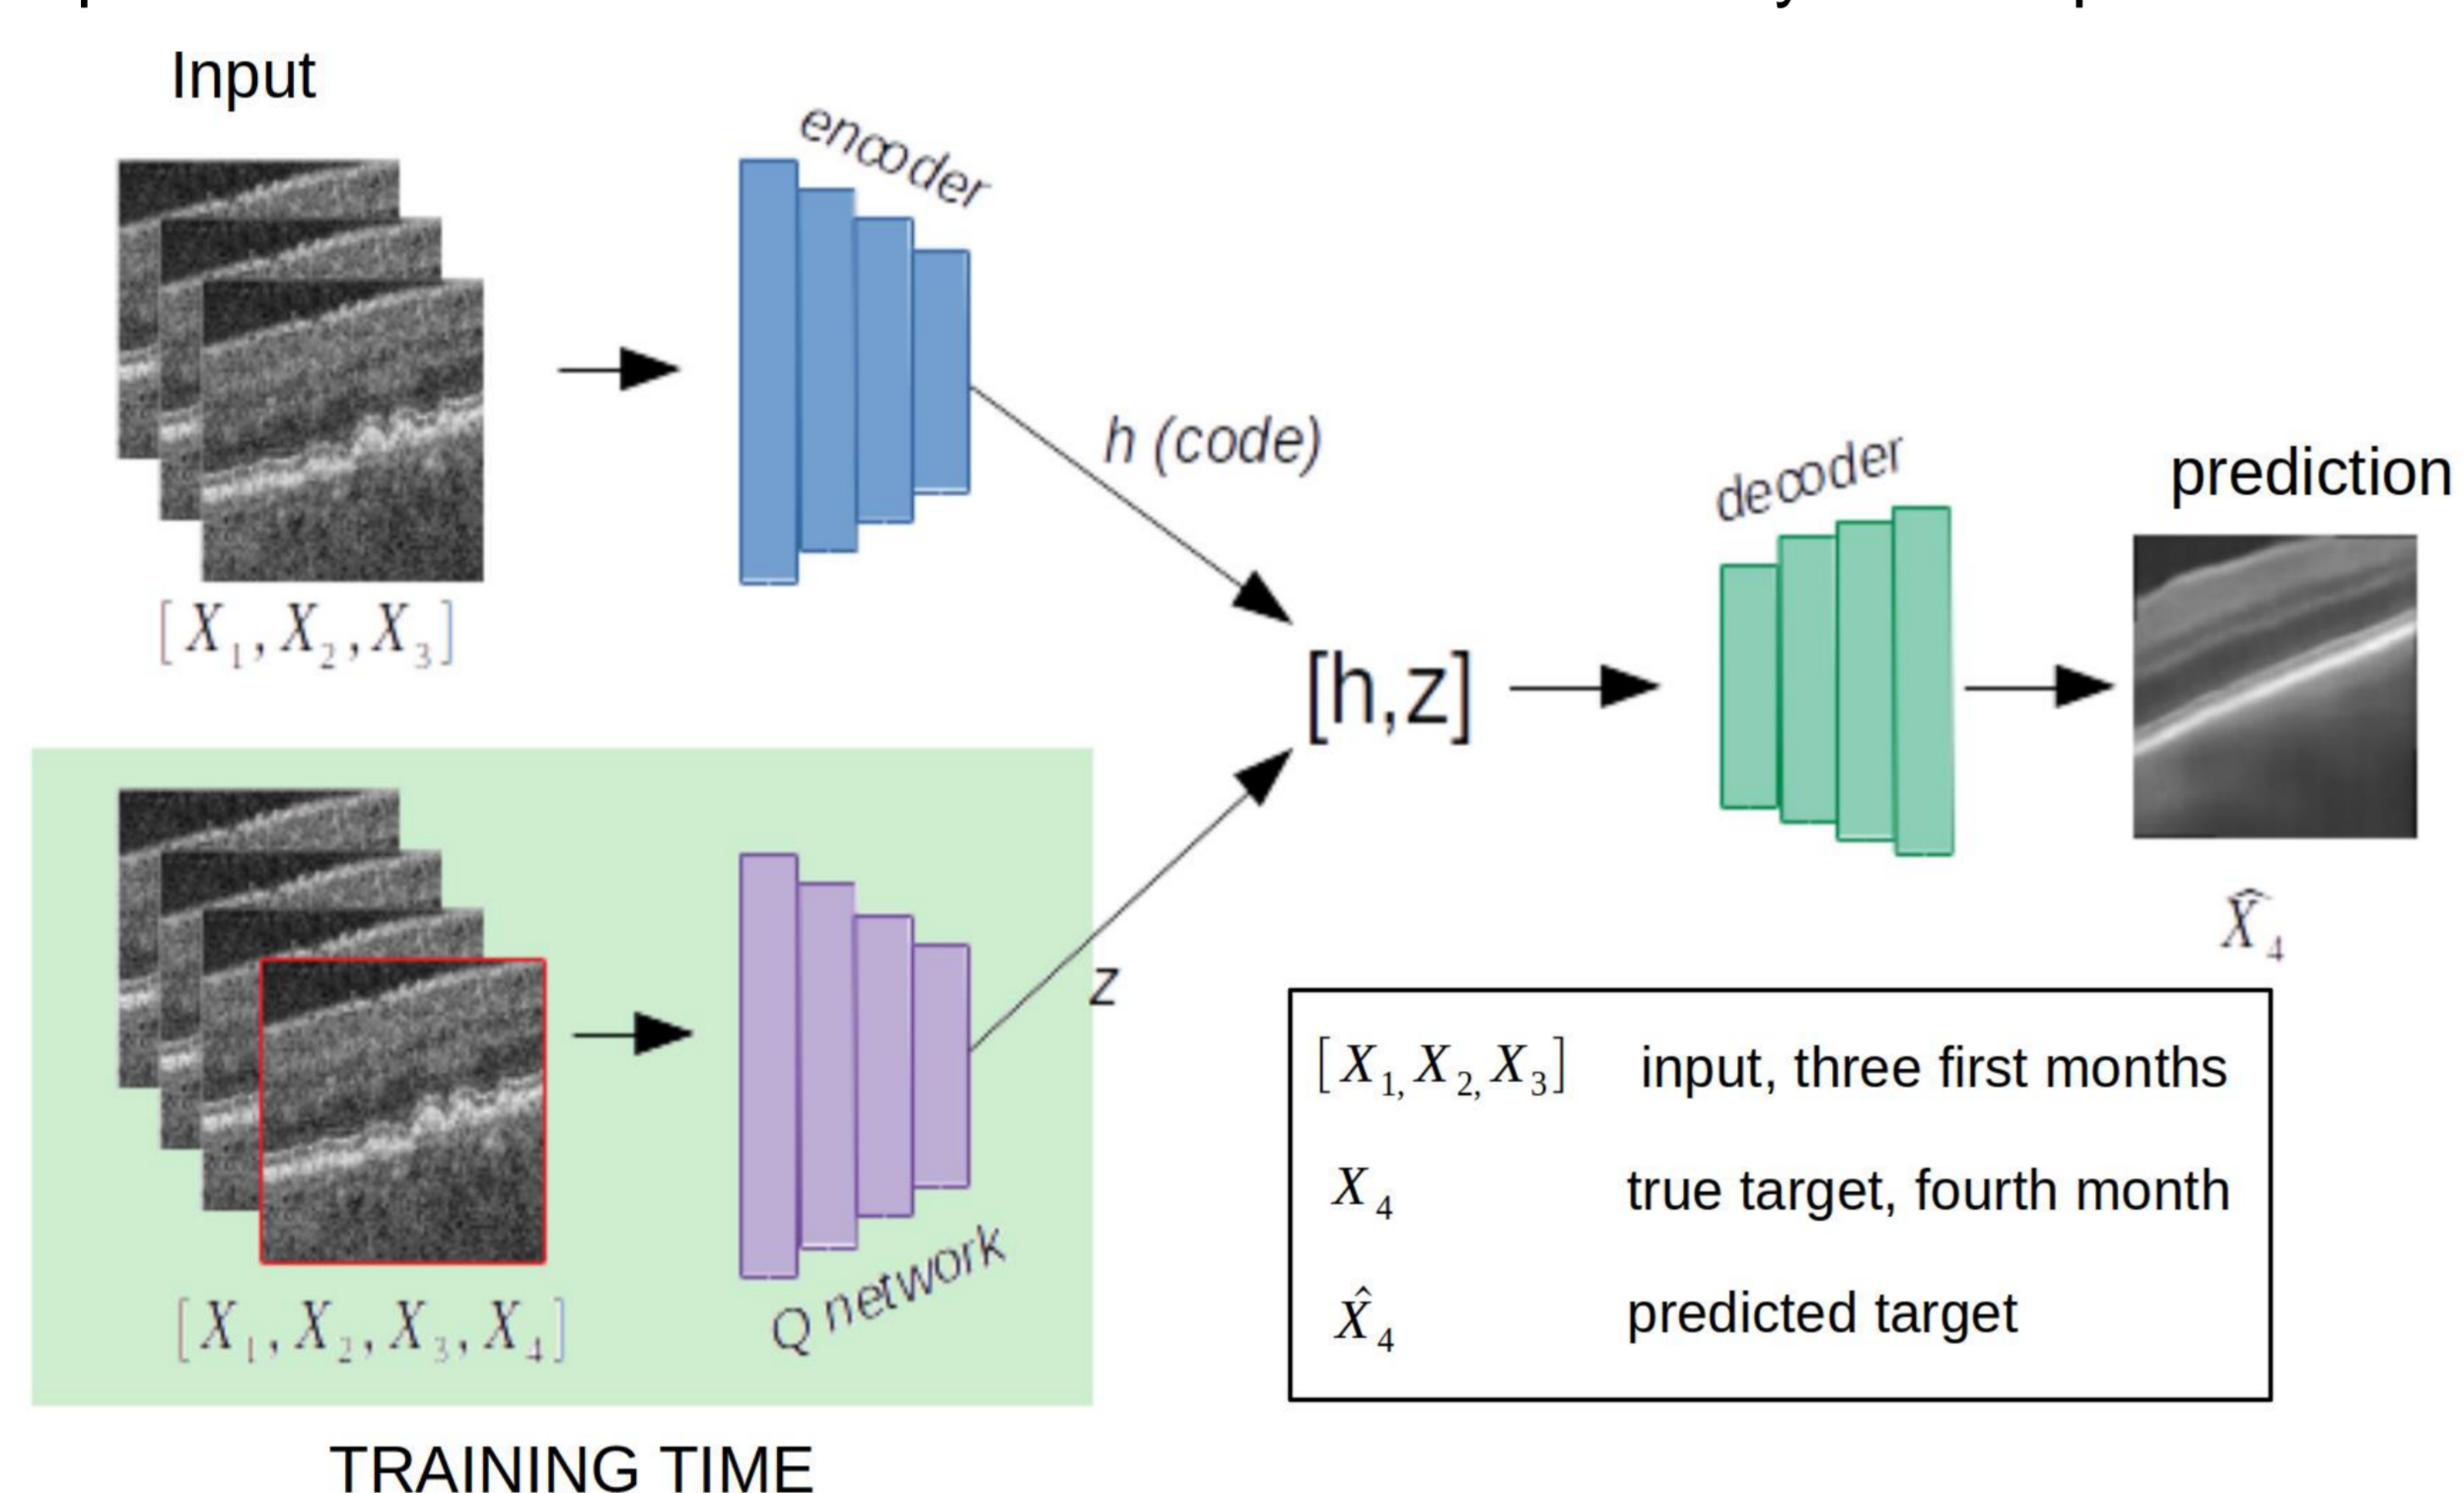 Input
encoder
[X₁, X₂, X₃]
h (code)
decoder
prediction
[h,z]
z
Q network
[X₁, X₂, X₃, X₄]
TRAINING TIME
X̂₄
[X₁, X₂, X₃] input, three first months
X₄ true target, fourth month
X̂₄ predicted target